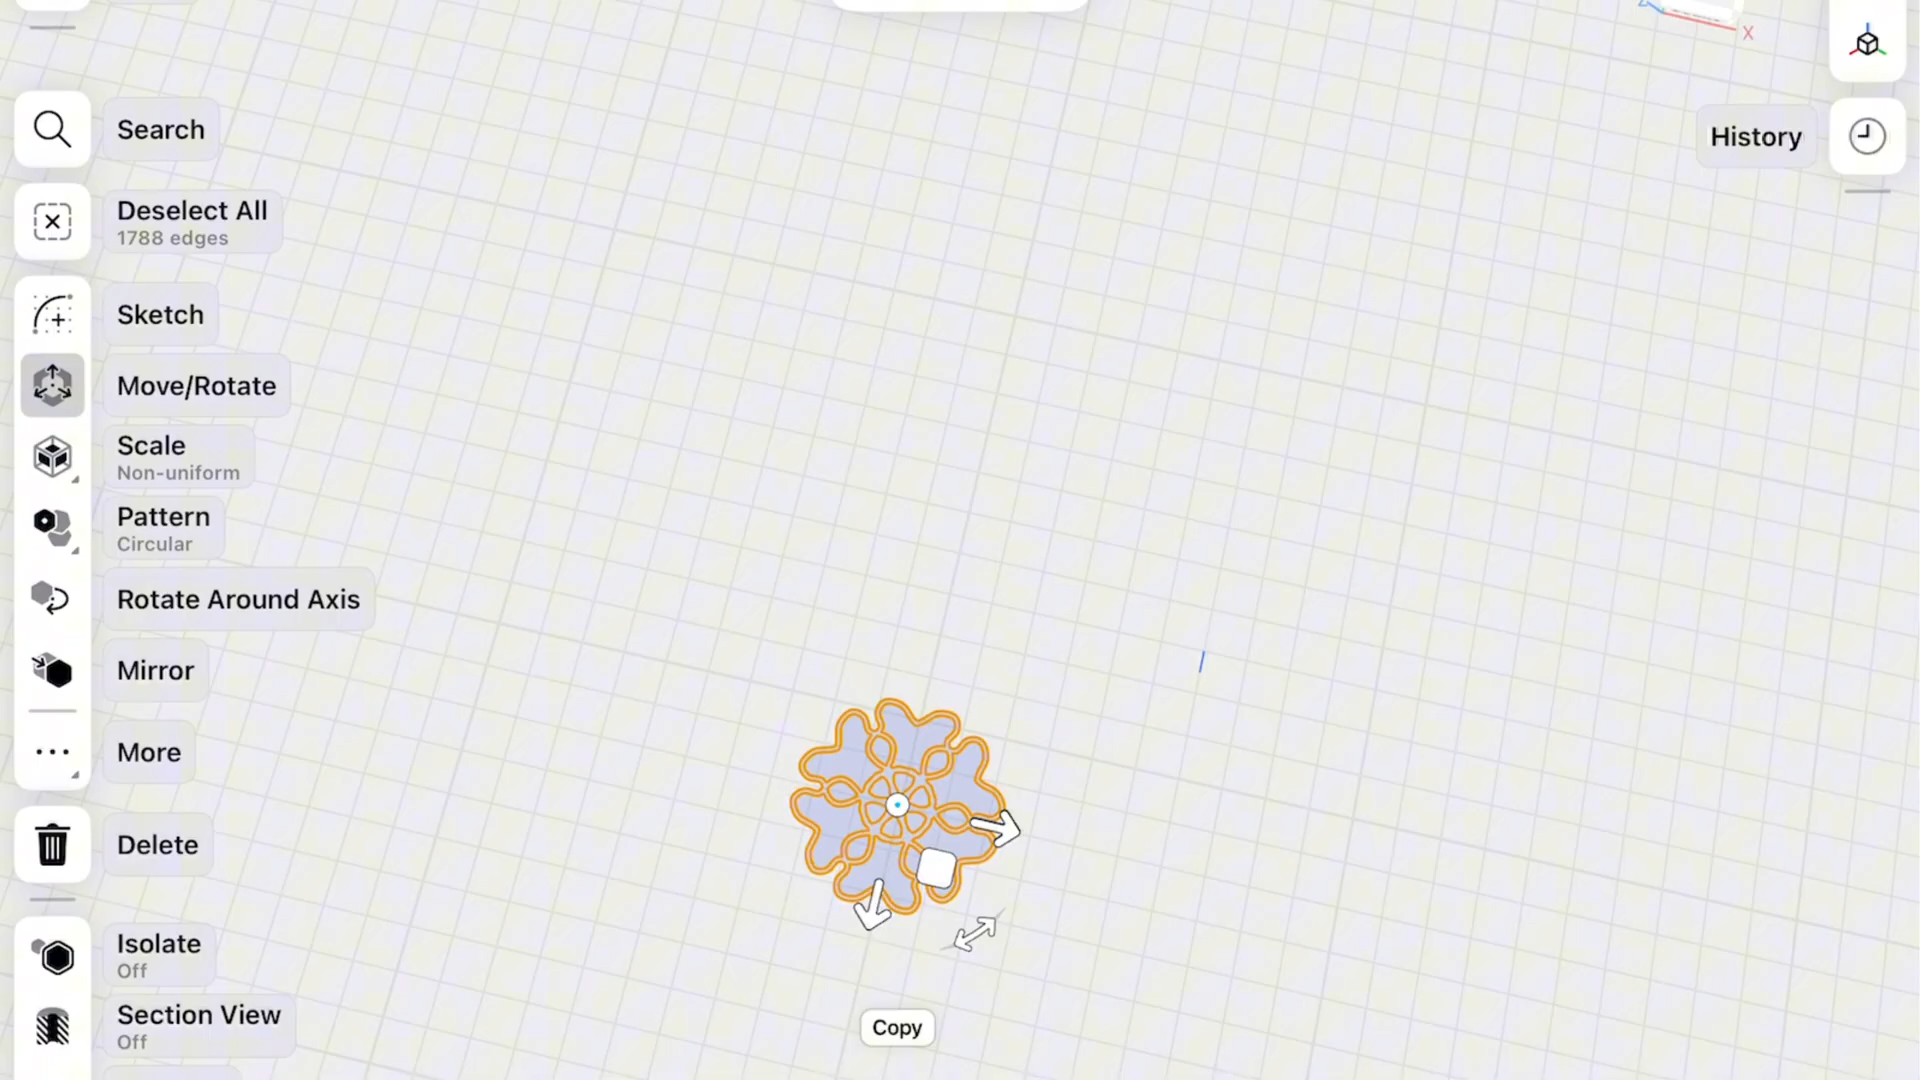 X
Search
History
Deselect All
1788 edges
Sketch
Move/Rotate
Scale
Non-uniform
Pattern
Circular
Rotate Around Axis
Mirror
More
Delete
Isolate
Off
Section View
Off
Copy